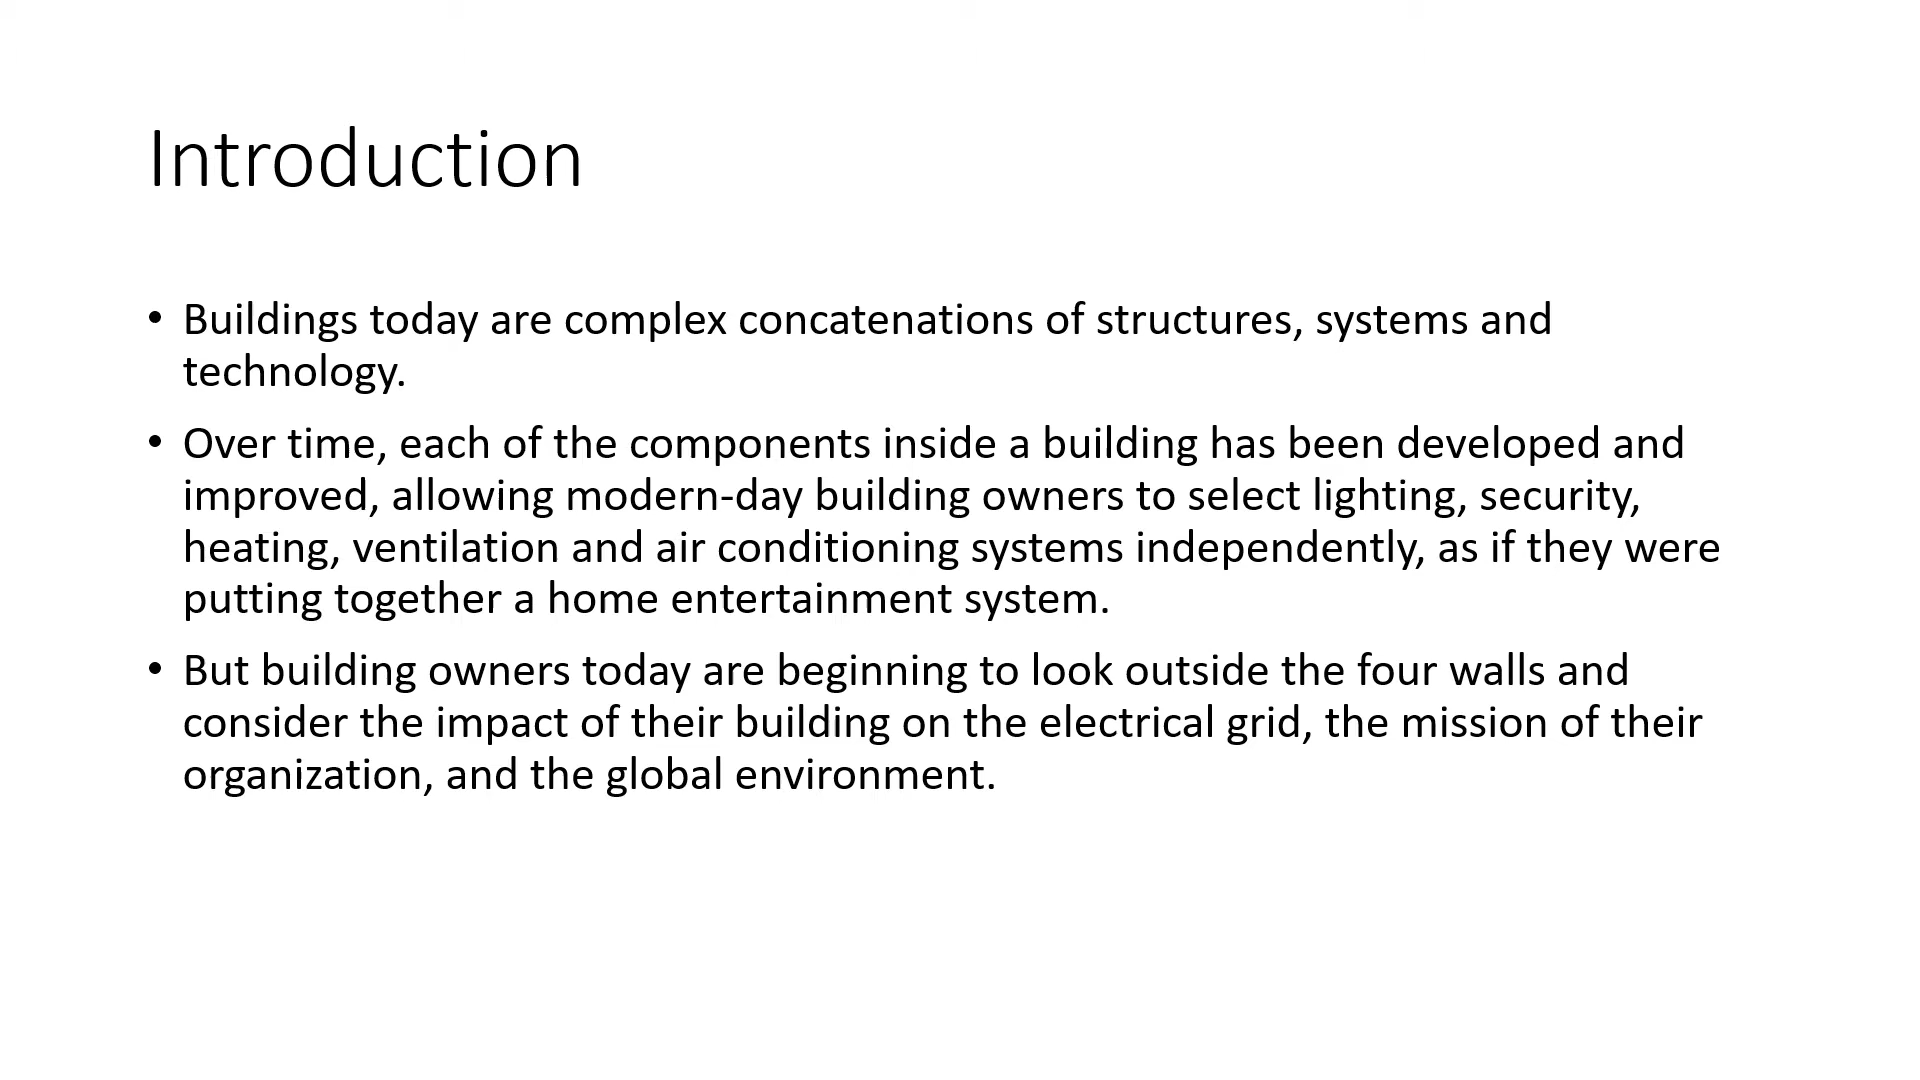 Introduction
• Buildings today are complex concatenations of structures, systems and
technology.
• Over time, each of the components inside a building has been developed and
improved, allowing modern-day building owners to select lighting, security,
heating, ventilation and air conditioning systems independently, as if they were
putting together a home entertainment system.
• But building owners today are beginning to look outside the four walls and
consider the impact of their building on the electrical grid, the mission of their
organization, and the global environment.